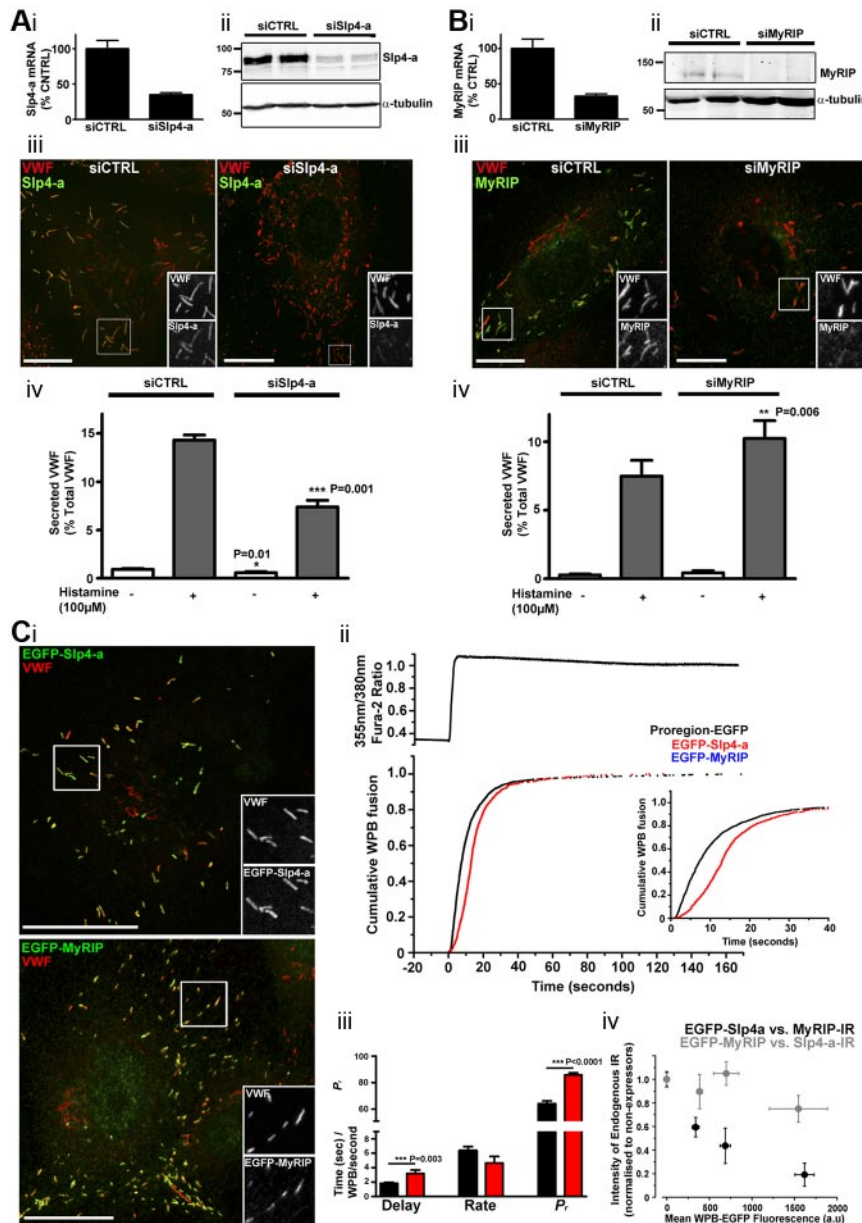 A i
Slp4-a mRNA
(% CNTRL)
100
50
0
siCTRL siSlp4-a
ii
siCTRL siSlp4-a
100
75
50
Slp4-a
α-tubulin
B i
MyRIP mRNA
(% CTRL)
100
50
0
siCTRL siMyRIP
ii
siCTRL siMyRIP
150
75
MyRIP
α-tubulin
iii
VWF
Slp4-a
siCTRL
siSlp4-a
Slp4-a
VWF
Slp4-a
VWF
Slp4-a
iii
VWF
MyRIP
siCTRL
siMyRIP
VWF
MyRIP
VWF
MyRIP
iv
siCTRL siSlp4-a
Secreted VWF
(% Total VWF)
15
10
5
0
P=0.01
*
*** P=0.001
Histamine
(100µM)
- + - +
iv
siCTRL siMyRIP
Secreted VWF
(% Total VWF)
10
5
0
** P=0.006
Histamine
(100µM)
- + - +
C i
EGFP-Slp4-a
VWF
VWF
EGFP-Slp4-a
EGFP-MyRIP
VWF
VWF
EGFP-MyRIP
ii
355nm/380nm
Fura-2 Ratio
1.0
0.8
0.6
0.4
Proregion-EGFP
EGFP-Slp4-a
EGFP-MyRIP
Cumulative WPB fusion
1.0
0.8
0.6
0.4
0.2
0
-20 0 20 40 60 80 100 120 140 160
Time (seconds)
Cumulative WPB fusion
1.0
0.8
0.6
0.4
0.2
0
0 10 20 30 40
Time (seconds)
iii
Pr
Time (sec) /
WPB/second
100
80
60
8
6
4
2
0
*** P=0.003
*** P<0.0001
Delay Rate Pr
iv
EGFP-Slp4a vs. MyRIP-IR
EGFP-MyRIP vs. Slp4-a-IR
Intensity of Endogenous IR
(normalised to non-expressors)
1.0
0.8
0.6
0.4
0.2
0
0 500 1000 1500 2000
Mean WPB-EGFP Fluorescence (a.u)